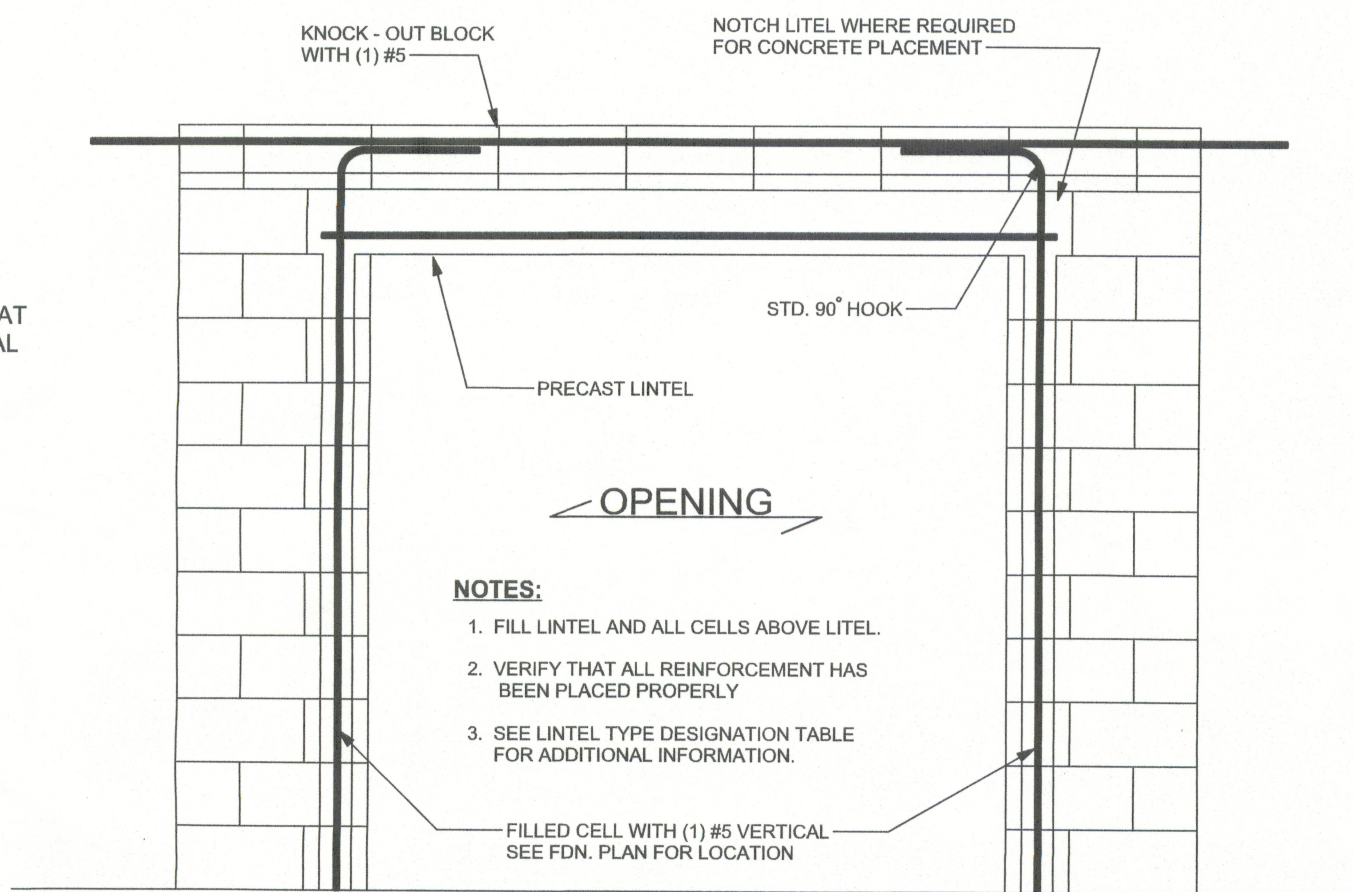 KNOCK - OUT BLOCK
WITH (1) #5
NOTCH LITEL WHERE REQUIRED
FOR CONCRETE PLACEMENT
AT
AL
STD. 90° HOOK
PRECAST LINTEL
OPENING
NOTES:
1. FILL LINTEL AND ALL CELLS ABOVE LITEL.
2. VERIFY THAT ALL REINFORCEMENT HAS
BEEN PLACED PROPERLY
3. SEE LINTEL TYPE DESIGNATION TABLE
FOR ADDITIONAL INFORMATION.
FILLED CELL WITH (1) #5 VERTICAL
SEE FDN. PLAN FOR LOCATION